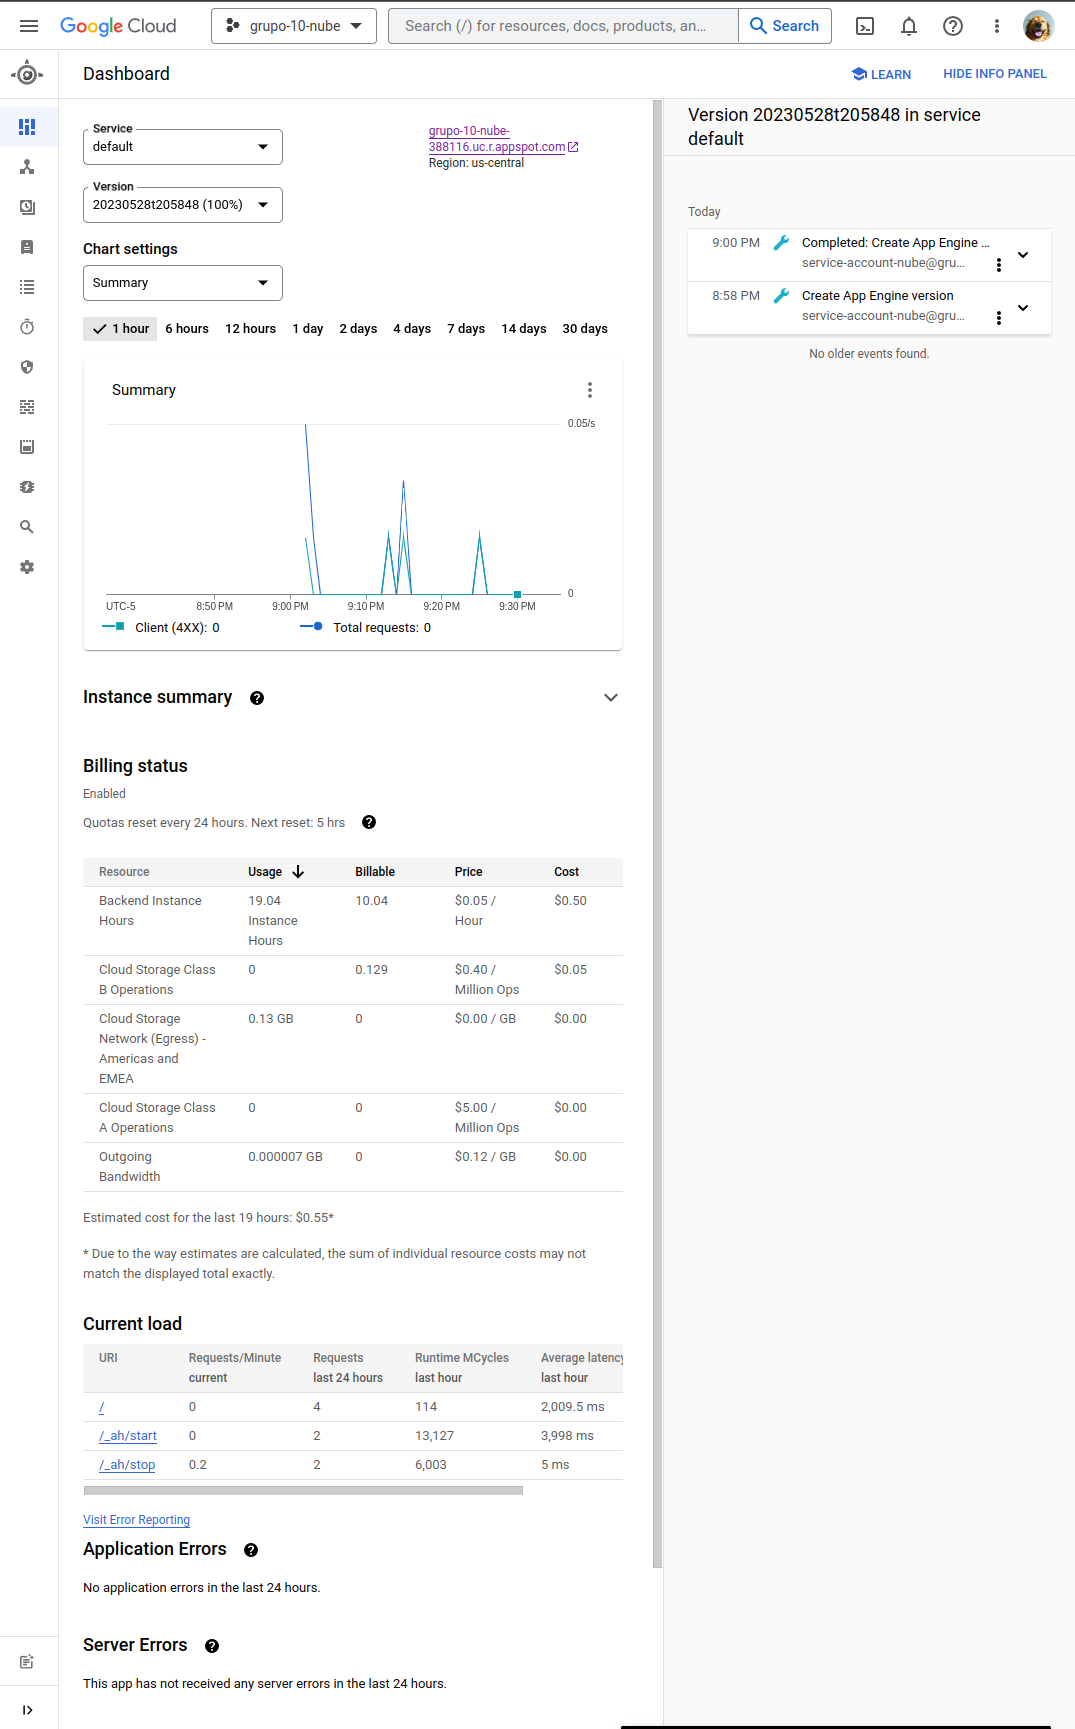 Google Cloud
grupo-10-nube
Search (/) for resources, docs, products, an...
Search
Dashboard
LEARN
HIDE INFO PANEL
Service
default
grupo-10-nube-
388116.uc.r.appspot.com
Region: us-central
Version
20230528t205848 (100%)
Chart settings
Summary
1 hour 6 hours 12 hours 1 day 2 days 4 days 7 days 14 days 30 days
Summary
0.05/s
0
UTC-5 8:50 PM 9:00 PM 9:10 PM 9:20 PM 9:30 PM
Client (4XX): 0 Total requests: 0
Instance summary
Billing status
Enabled
Quotas reset every 24 hours. Next reset: 5 hrs
Resource Usage Billable Price Cost
Backend Instance 19.04 10.04 $0.05 / $0.50
Hours Instance Hour
Hours
Cloud Storage Class 0 0.129 $0.40 / $0.05
B Operations Million Ops
Cloud Storage 0.13 GB 0 $0.00 / GB $0.00
Network (Egress) -
Americas and
EMEA
Cloud Storage Class 0 0 $5.00 / $0.00
A Operations Million Ops
Outgoing 0.000007 GB 0 $0.12 / GB $0.00
Bandwidth
Estimated cost for the last 19 hours: $0.55*
* Due to the way estimates are calculated, the sum of individual resource costs may not
match the displayed total exactly.
Current load
URI Requests/Minute Requests Runtime MCycles Average latency
current last 24 hours last hour last hour
/ 0 4 114 2,009.5 ms
/_ah/start 0 2 13,127 3,998 ms
/_ah/stop 0.2 2 6,003 5 ms
Visit Error Reporting
Application Errors
No application errors in the last 24 hours.
Server Errors
This app has not received any server errors in the last 24 hours.
Version 20230528t205848 in service
default
Today
9:00 PM Completed: Create App Engine ...
service-account-nube@gru...
8:58 PM Create App Engine version
service-account-nube@gru...
No older events found.